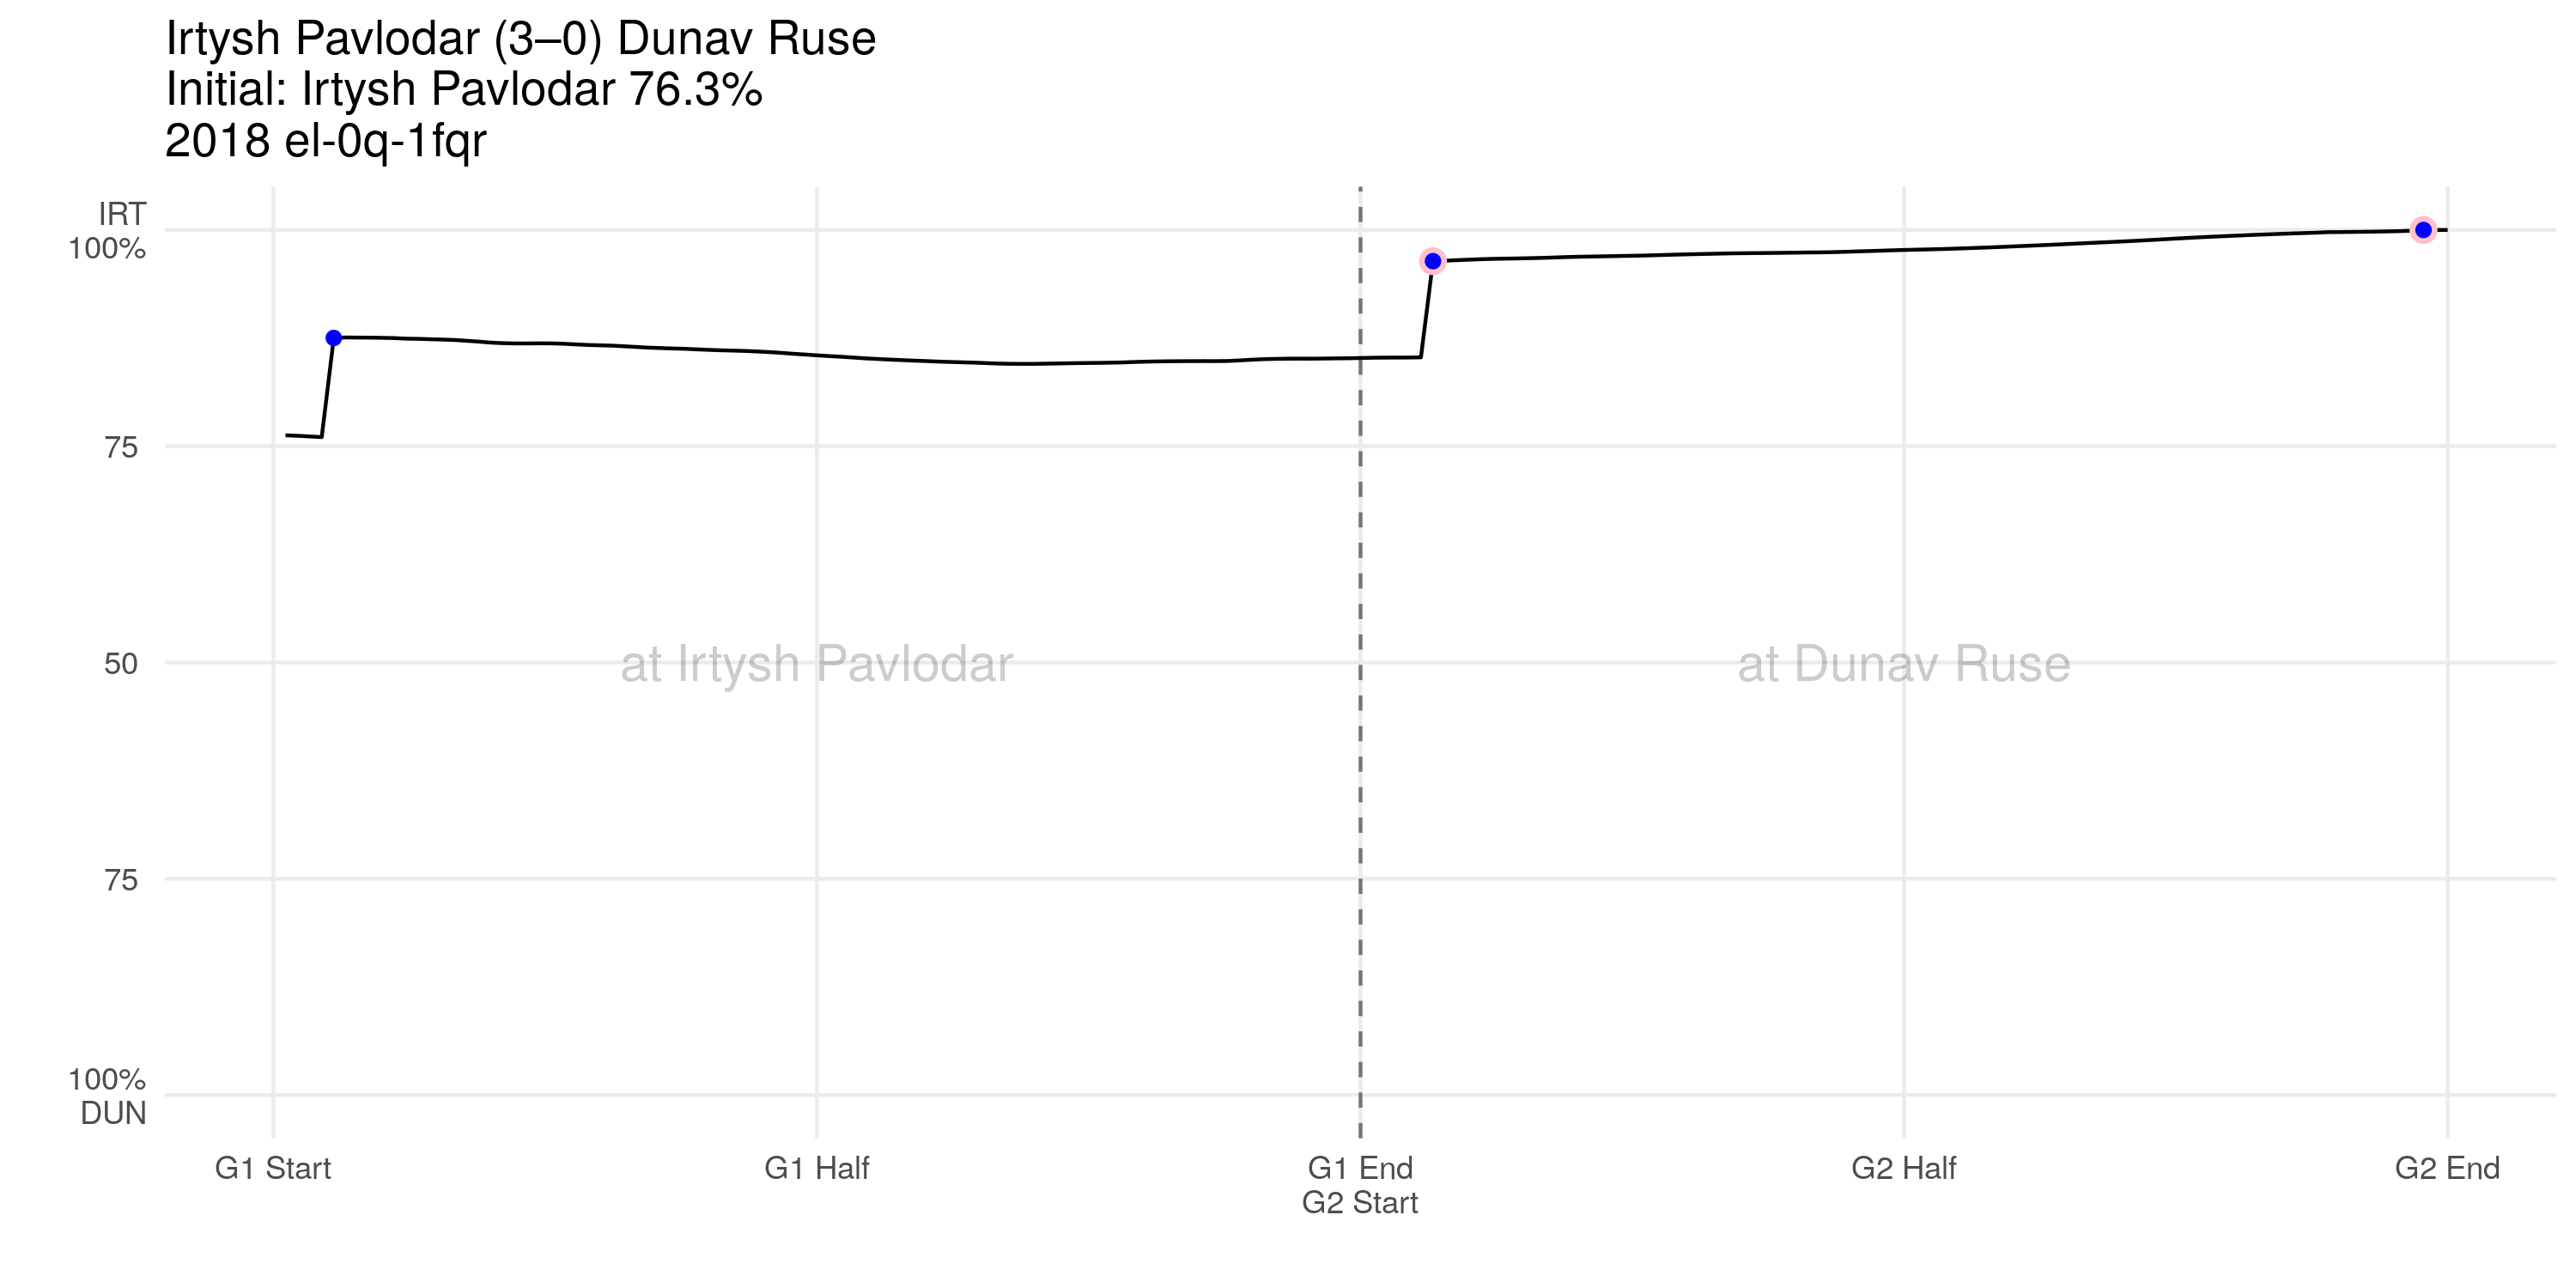 Irtysh Pavlodar (3–0) Dunav Ruse
Initial: Irtysh Pavlodar 76.3%
2018 el-0q-1fqr
IRT
100%
75
50
75
100%
DUN
at Irtysh Pavlodar
at Dunav Ruse
G1 Start
G1 Half
G1 End
G2 Start
G2 Half
G2 End